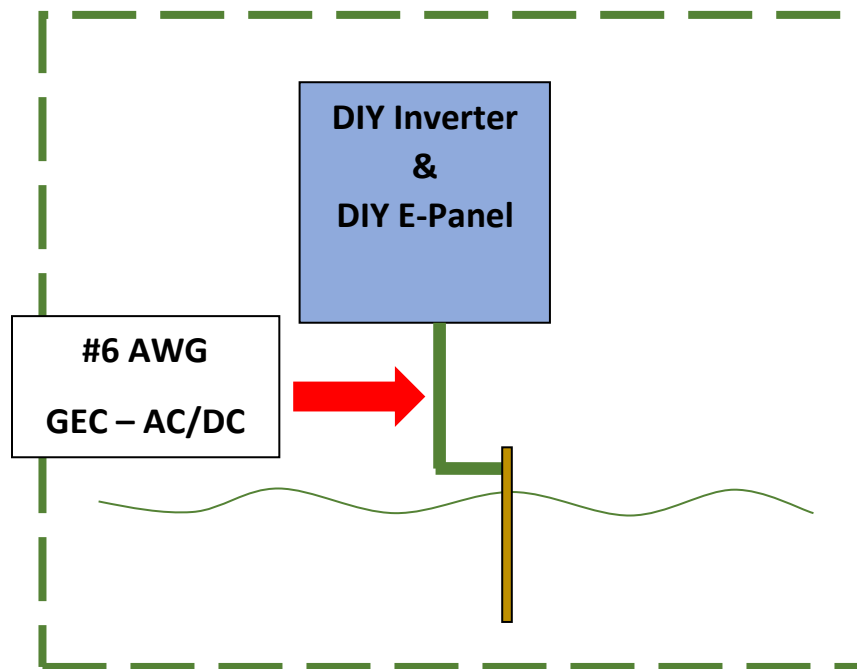 DIY Inverter
&
DIY E-Panel
#6 AWG
GEC – AC/DC